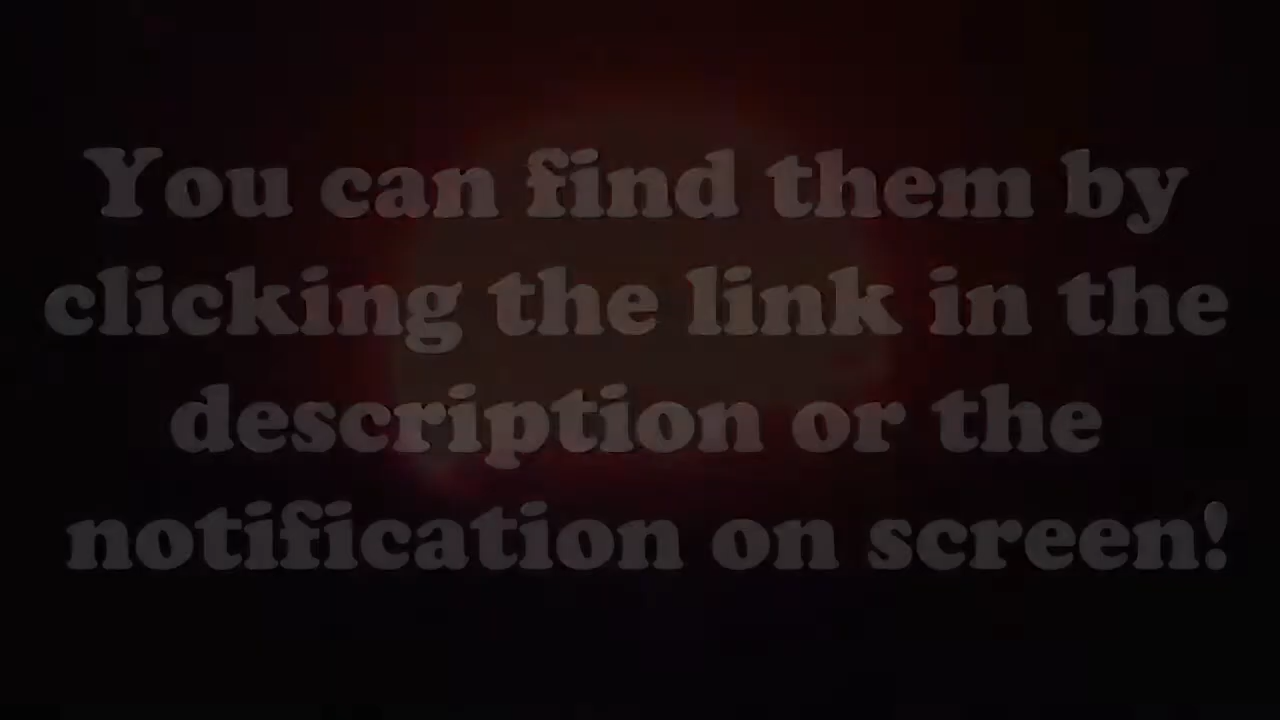 You can find them by
clicking the link in the
description or the
notification on screen!